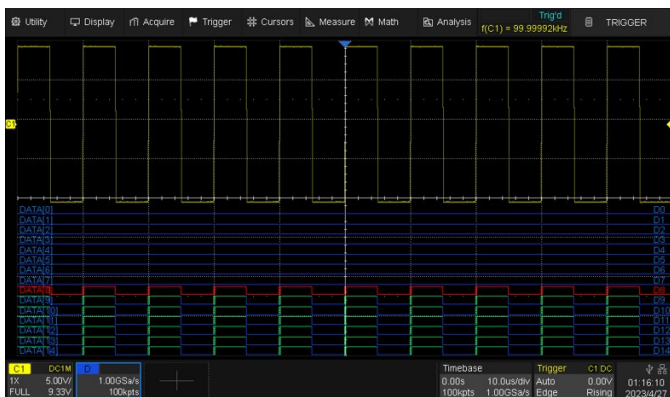 Utility Display Acquire Trigger Cursors Measure Math Analysis Trig'd TRIGGER
f(C1) = 99.99992kHz
C1
DATA[0] D0
DATA[1] D1
DATA[2] D2
DATA[3] D3
DATA[4] D4
DATA[5] D5
DATA[6] D6
DATA[7] D7
DATA[8] D8
DATA[9] D9
DATA[10] D10
DATA[11] D11
DATA[12] D12
DATA[13] D13
DATA[14] D14
C1 DC1M D Timebase Trigger C1 DC
1X 5.00V/ 1.00GSa/s 0.00s 10.0us/div Auto 0.00V 01:16:10
FULL 9.33V 100kpts 100kpts 1.00GSa/s Edge Rising 2023/4/27